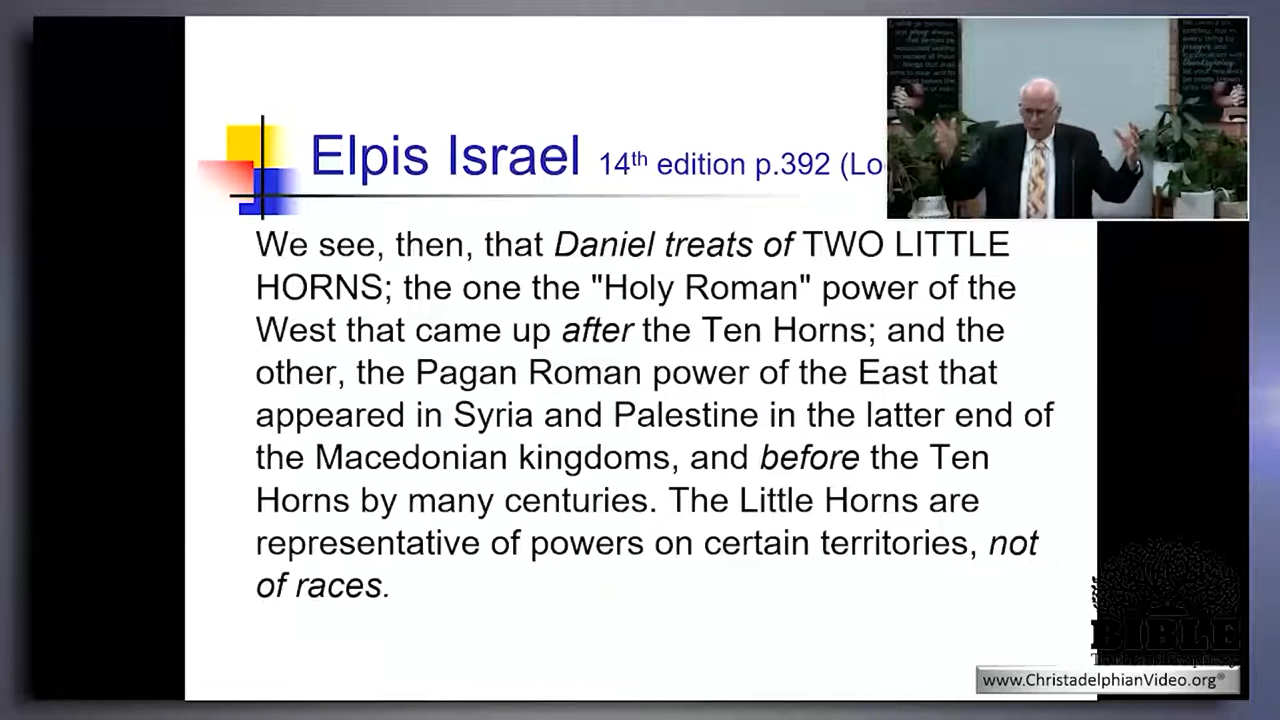 Elpis Israel 14th edition p.392 (Lo
We see, then, that Daniel treats of TWO LITTLE
HORNS; the one the "Holy Roman" power of the
West that came up after the Ten Horns; and the
other, the Pagan Roman power of the East that
appeared in Syria and Palestine in the latter end of
the Macedonian kingdoms, and before the Ten
Horns by many centuries. The Little Horns are
representative of powers on certain territories, not
of races.
BIBLE
www.ChristadelphianVideo.org®